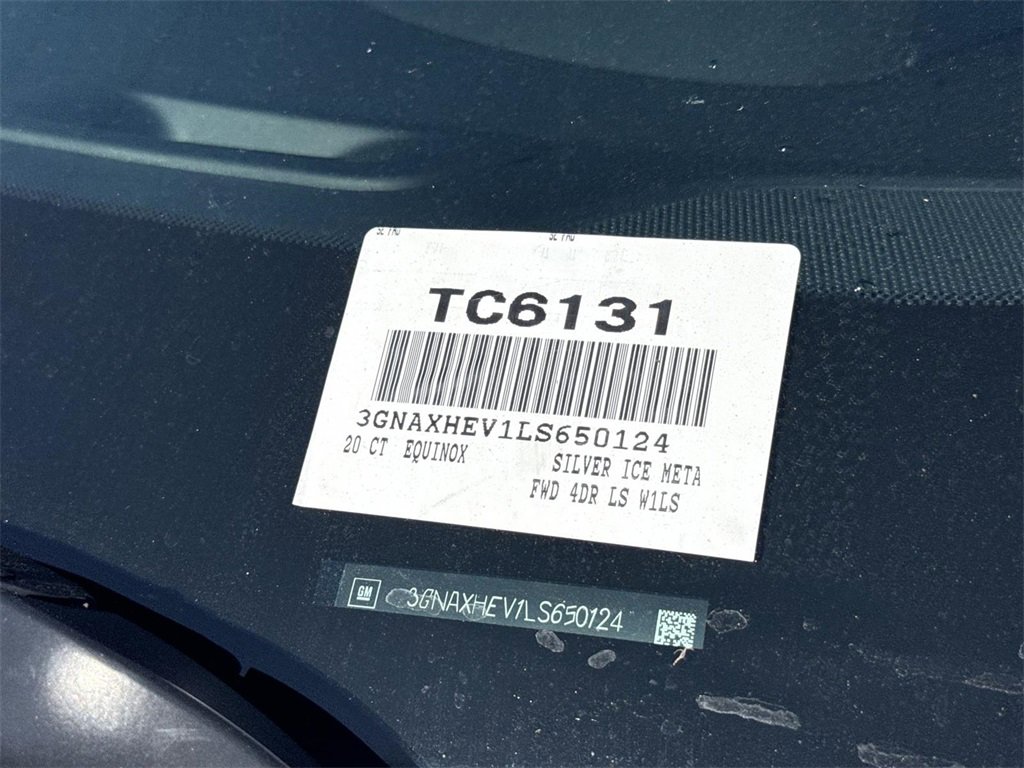 TC6131
3GNAXHEV1LS650124
20 CT EQUINOX SILVER ICE META
FWD 4DR LS W1LS
GM 3GNAXHEV1LS650124